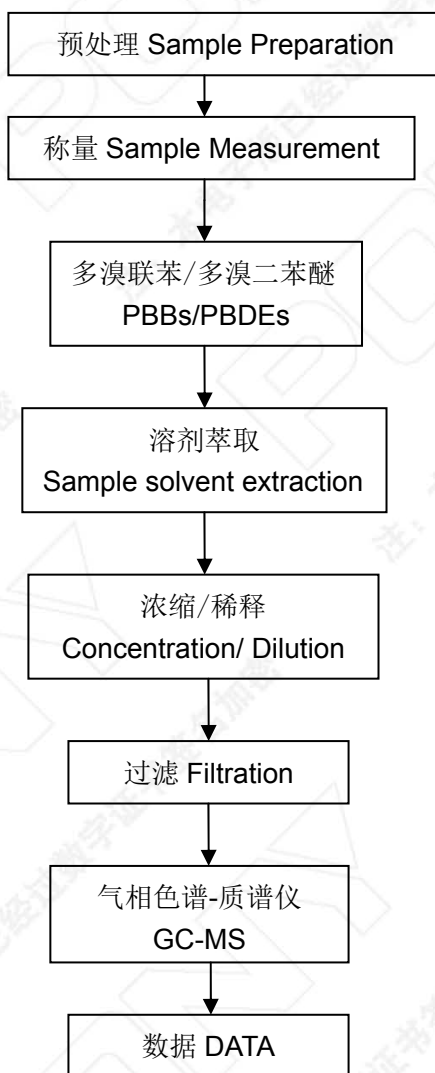 预处理 Sample Preparation
称量 Sample Measurement
多溴联苯/多溴二苯醚
PBBs/PBDEs
溶剂萃取
Sample solvent extraction
浓缩/稀释
Concentration/ Dilution
过滤 Filtration
气相色谱-质谱仪
GC-MS
数据 DATA